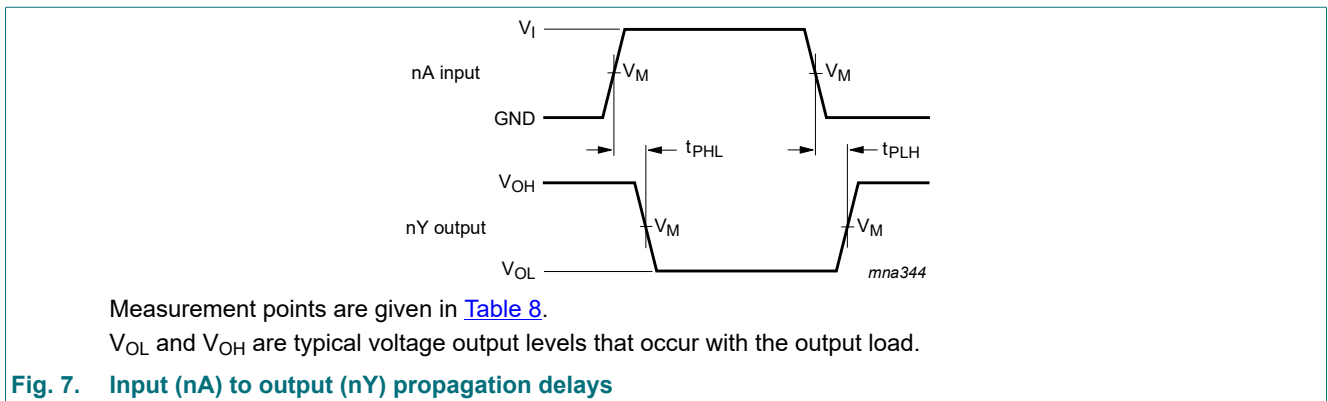 V_I
nA input
V_M V_M
GND
t_PHL t_PLH
V_OH
nY output
V_M V_M
V_OL
mna344
Measurement points are given in Table 8.
V_OL and V_OH are typical voltage output levels that occur with the output load.
Fig. 7. Input (nA) to output (nY) propagation delays